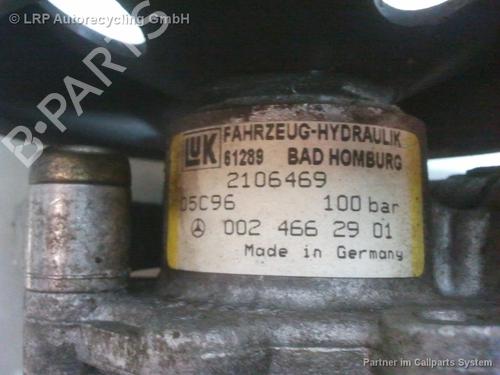 © LRP Autorecycling GmbH
B-PARTS
LuK FAHRZEUG-HYDRAULIK
61289 BAD HOMBURG
2106469
05C96 100 bar
002 466 29 01
Made in Germany
Partner im Callparts System